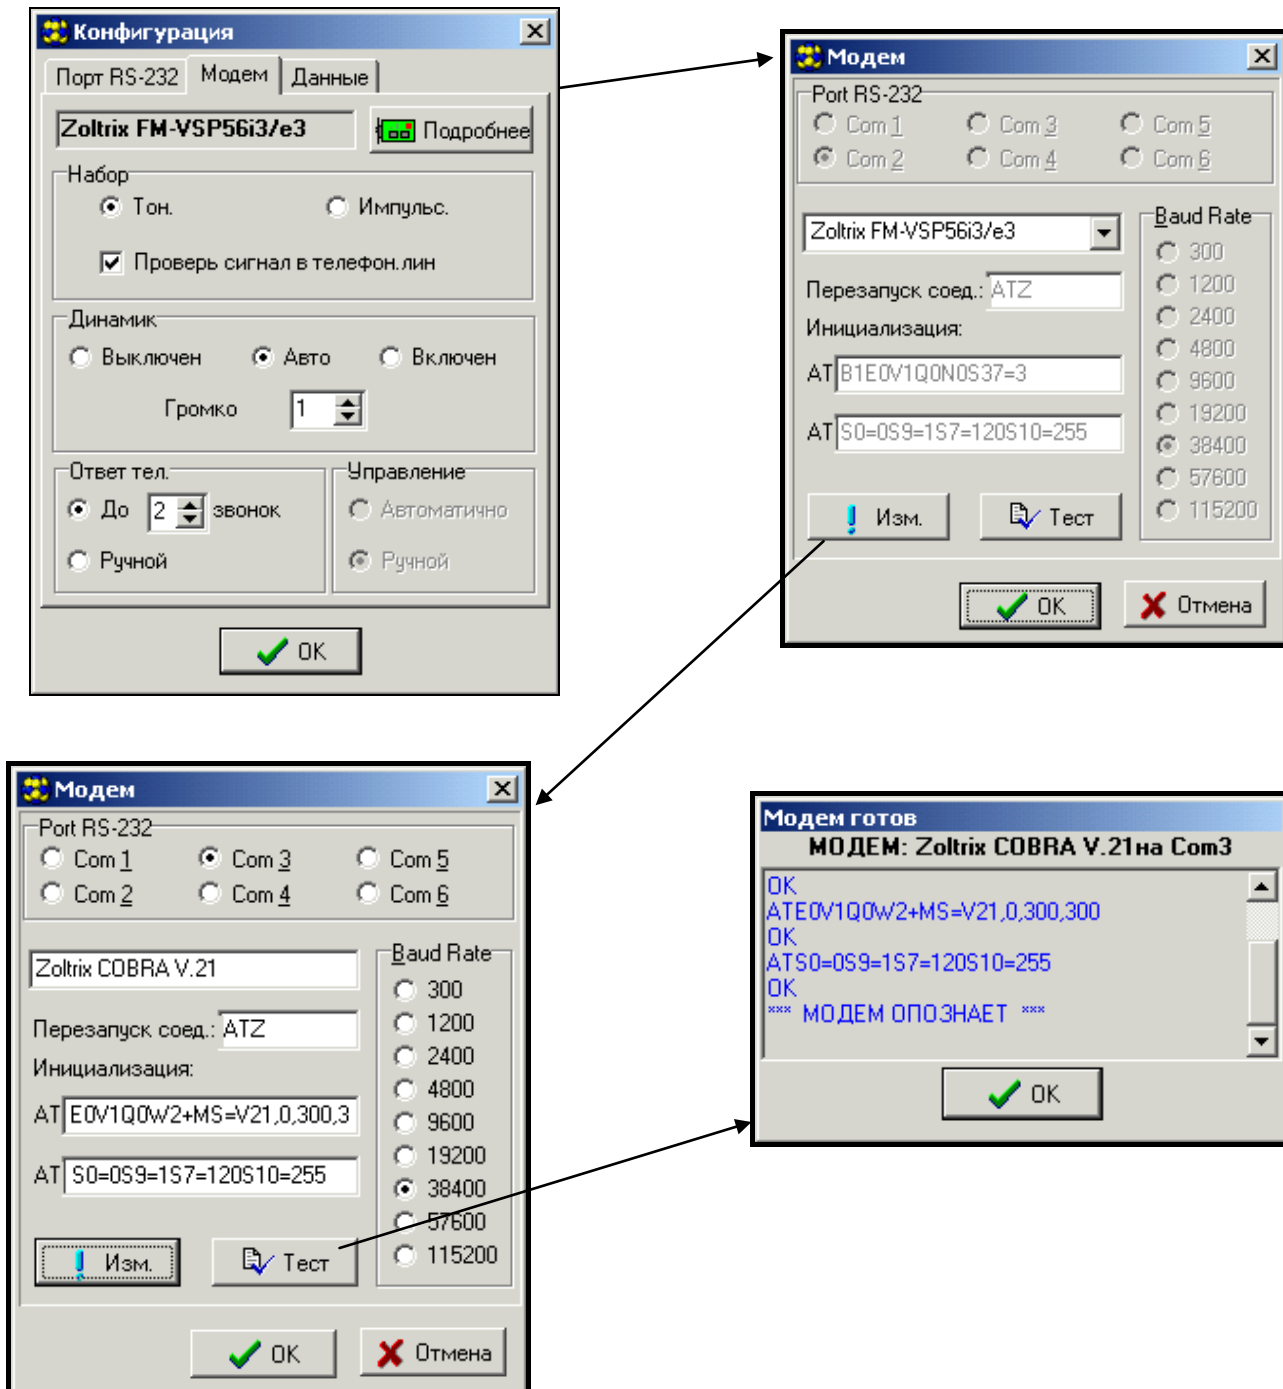 Конфигурация
Порт RS-232 Модем Данные
Zoltrix FM-VSP56i3/e3 Подробнее
Набор
Тон. Импульс.
Проверь сигнал в телефон.лин
Динамик
Выключен Авто Включен
Громко 1
Ответ тел. Управление
До 2 звонок Автоматично
Ручной Ручной
OK
Модем
Port RS-232
Com 1 Com 3 Com 5
Com 2 Com 4 Com 6
Zoltrix FM-VSP56i3/e3
Baud Rate
300
Перезапуск соед.: ATZ 1200
2400
Инициализация:
4800
AT B1E0V1Q0N0S37=3 9600
19200
AT S0=0S9=1S7=120S10=255 38400
57600
Изм. Тест 115200
OK Отмена
Модем
Port RS-232
Com 1 Com 3 Com 5
Com 2 Com 4 Com 6
Baud Rate
Zoltrix COBRA V.21
300
Перезапуск соед.: ATZ 1200
2400
Инициализация:
4800
AT E0V1Q0W2+MS=V21,0,300,3 9600
19200
AT S0=0S9=1S7=120S10=255 38400
57600
Изм. Тест 115200
OK Отмена
Модем готов
МОДЕМ: Zoltrix COBRA V.21на Com3
OK
ATE0V1Q0W2+MS=V21,0,300,300
OK
ATS0=0S9=1S7=120S10=255
OK
*** МОДЕМ ОПОЗНАЕТ ***
OK